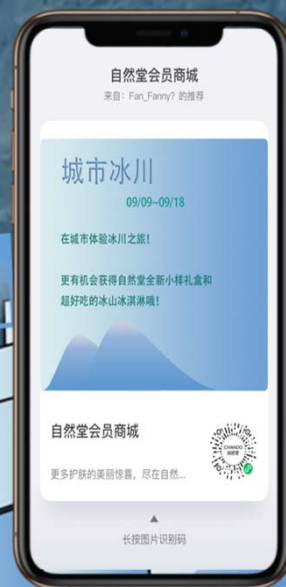 自然堂会员商城
来自：Fan_Fanny? 的推荐
城市冰川
09/09~09/18
在城市体验冰川之旅！
更有机会获得自然堂全新小样礼盒和
超好吃的冰山冰淇淋哦！
自然堂会员商城
CHANDO
自然堂
更多护肤的美丽惊喜，尽在自然...
长按图片识别码